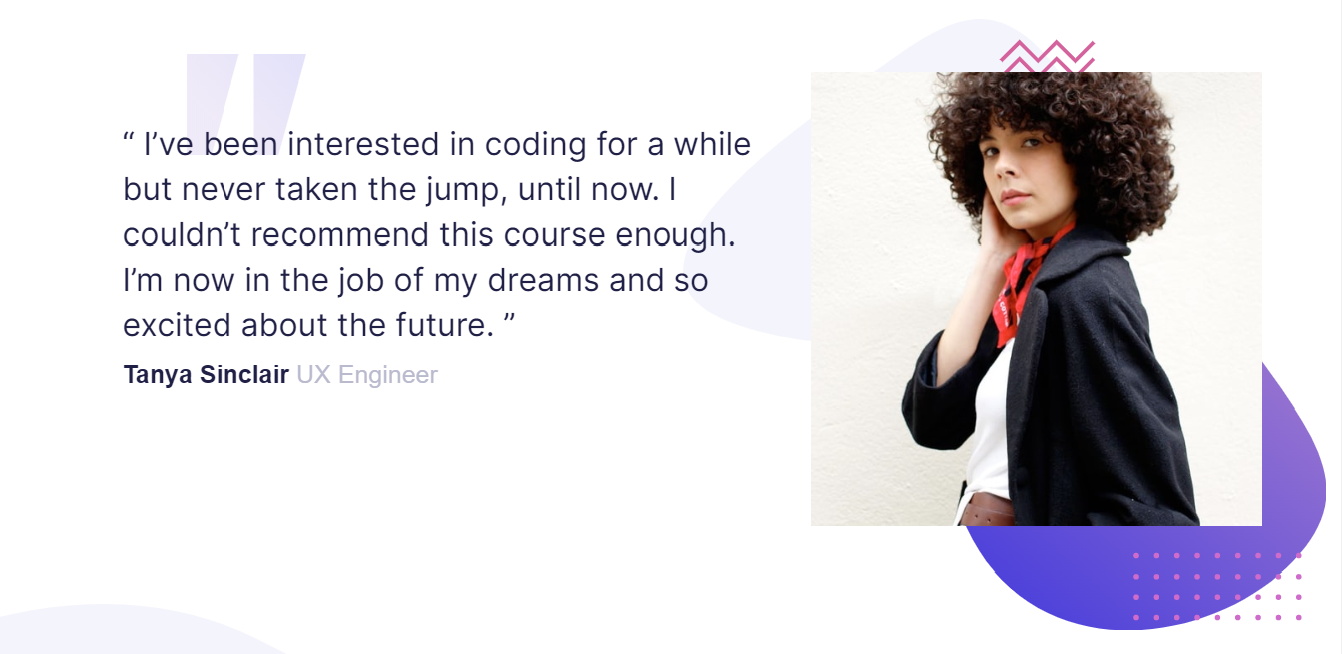 “ I’ve been interested in coding for a while
but never taken the jump, until now. I
couldn’t recommend this course enough.
I’m now in the job of my dreams and so
excited about the future. ”
Tanya Sinclair UX Engineer